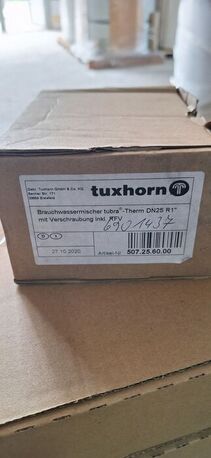 Gebr. Tuxhorn GmbH & Co. KG
Senner Str. 171
33659 Bielefeld
tuxhorn
Brauchwassermischer tubra®-Therm DN25 R1"
mit Verschraubung inkl. RFV
6901437
27.10.2020
Artikel-Nr. 507.25.60.00